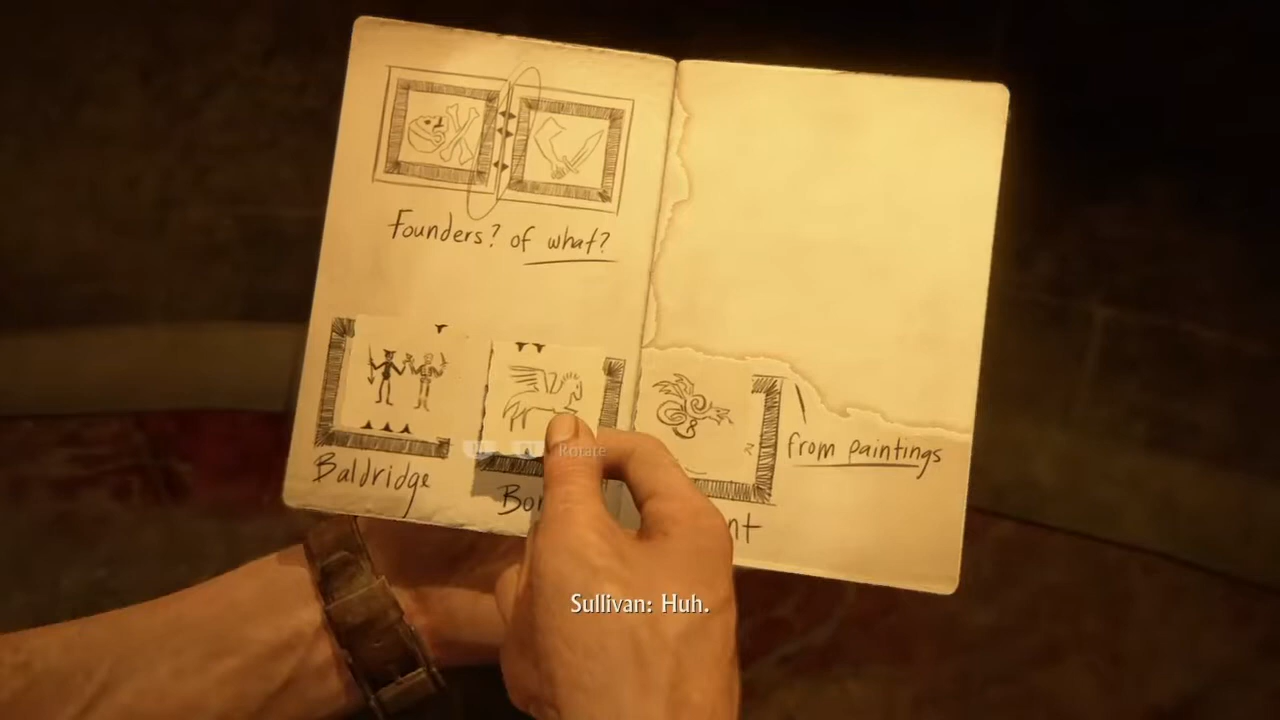 Founders? of what?
from paintings
Baldridge
Rotate
Sullivan: Huh.